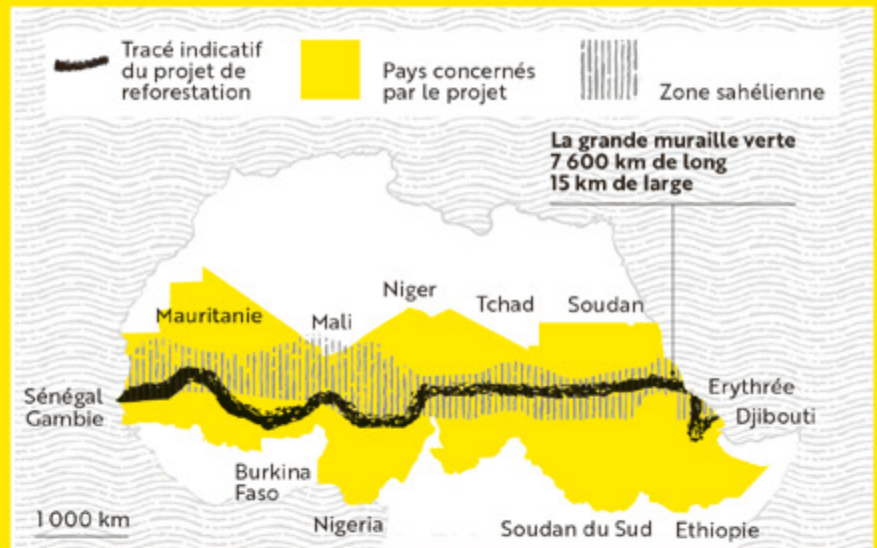 Tracé indicatif
du projet de
reforestation
Pays concernés
par le projet
Zone sahélienne
La grande muraille verte
7 600 km de long
15 km de large
Mauritanie
Mali
Niger
Tchad
Soudan
Sénégal
Gambie
Erythrée
Djibouti
Burkina
Faso
Nigeria
Soudan du Sud
Ethiopie
1 000 km